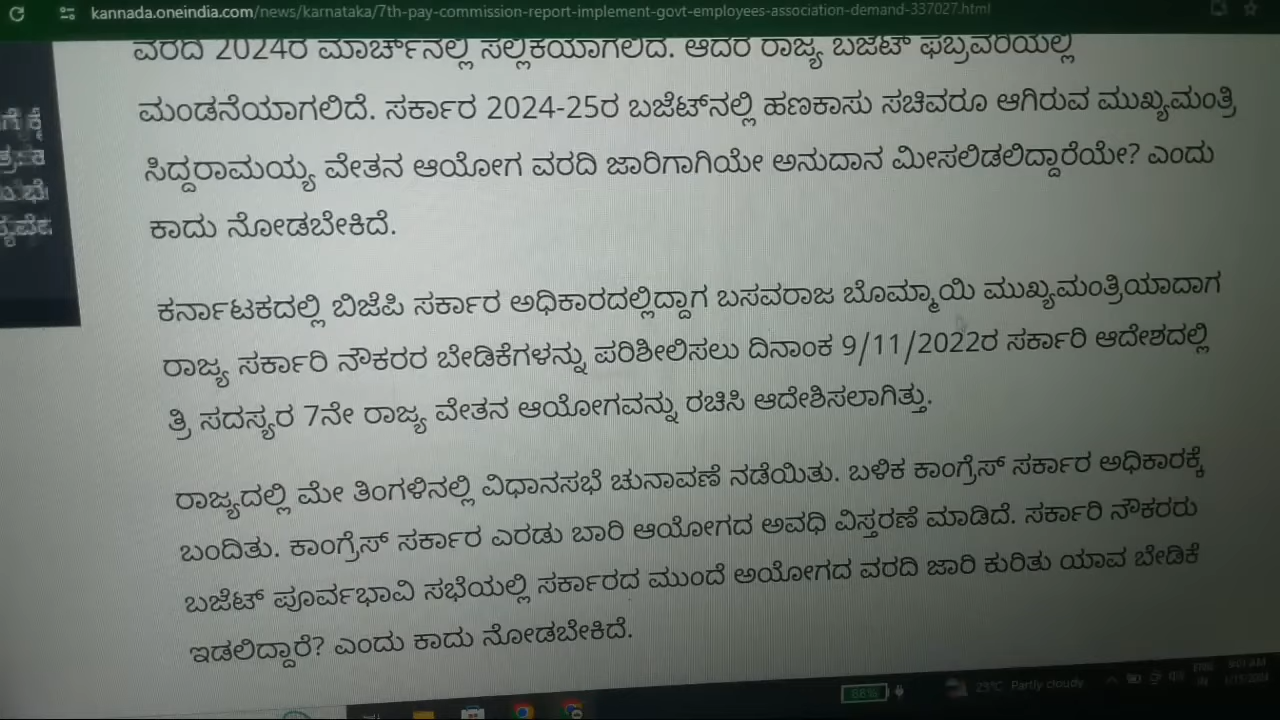 kannada.oneindia.com/news/karnataka/7th-pay-commission-report-implement-govt-employees-association-demand-337027.html
ವರದಿ 2024ರ ಮಾರ್ಚ್‌ನಲ್ಲಿ ಸಲ್ಲಿಕೆಯಾಗಲಿದೆ. ಆದರೆ ರಾಜ್ಯ ಬಜೆಟ್ ಫೆಬ್ರವರಿಯಲ್ಲಿ
ಮಂಡನೆಯಾಗಲಿದೆ. ಸರ್ಕಾರ 2024-25ರ ಬಜೆಟ್‌ನಲ್ಲಿ ಹಣಕಾಸು ಸಚಿವರೂ ಆಗಿರುವ ಮುಖ್ಯಮಂತ್ರಿ
ಸಿದ್ದರಾಮಯ್ಯ ವೇತನ ಆಯೋಗ ವರದಿ ಜಾರಿಗಾಗಿಯೇ ಅನುದಾನ ಮೀಸಲಿಡಲಿದ್ದಾರೆಯೇ? ಎಂದು
ಕಾದು ನೋಡಬೇಕಿದೆ.
ಕರ್ನಾಟಕದಲ್ಲಿ ಬಿಜೆಪಿ ಸರ್ಕಾರ ಅಧಿಕಾರದಲ್ಲಿದ್ದಾಗ ಬಸವರಾಜ ಬೊಮ್ಮಾಯಿ ಮುಖ್ಯಮಂತ್ರಿಯಾದಾಗ
ರಾಜ್ಯ ಸರ್ಕಾರಿ ನೌಕರರ ಬೇಡಿಕೆಗಳನ್ನು ಪರಿಶೀಲಿಸಲು ದಿನಾಂಕ 9/11/2022ರ ಸರ್ಕಾರಿ ಆದೇಶದಲ್ಲಿ
ತ್ರಿ ಸದಸ್ಯರ 7ನೇ ರಾಜ್ಯ ವೇತನ ಆಯೋಗವನ್ನು ರಚಿಸಿ ಆದೇಶಿಸಲಾಗಿತ್ತು.
ರಾಜ್ಯದಲ್ಲಿ ಮೇ ತಿಂಗಳಿನಲ್ಲಿ ವಿಧಾನಸಭೆ ಚುನಾವಣೆ ನಡೆಯಿತು. ಬಳಿಕ ಕಾಂಗ್ರೆಸ್ ಸರ್ಕಾರ ಅಧಿಕಾರಕ್ಕೆ
ಬಂದಿತು. ಕಾಂಗ್ರೆಸ್ ಸರ್ಕಾರ ಎರಡು ಬಾರಿ ಆಯೋಗದ ಅವಧಿ ವಿಸ್ತರಣೆ ಮಾಡಿದೆ. ಸರ್ಕಾರಿ ನೌಕರರು
ಬಜೆಟ್ ಪೂರ್ವಭಾವಿ ಸಭೆಯಲ್ಲಿ ಸರ್ಕಾರದ ಮುಂದೆ ಅಯೋಗದ ವರದಿ ಜಾರಿ ಕುರಿತು ಯಾವ ಬೇಡಿಕೆ
ಇಡಲಿದ್ದಾರೆ? ಎಂದು ಕಾದು ನೋಡಬೇಕಿದೆ.
88% 23°C Partly cloudy